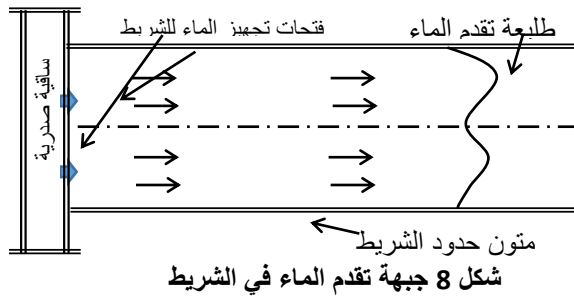 فتحات تجهيز الماء للشريط
طليعة تقدم الماء
ساقية صدرية
متون حدود الشريط
شكل 8 جبهة تقدم الماء في الشريط